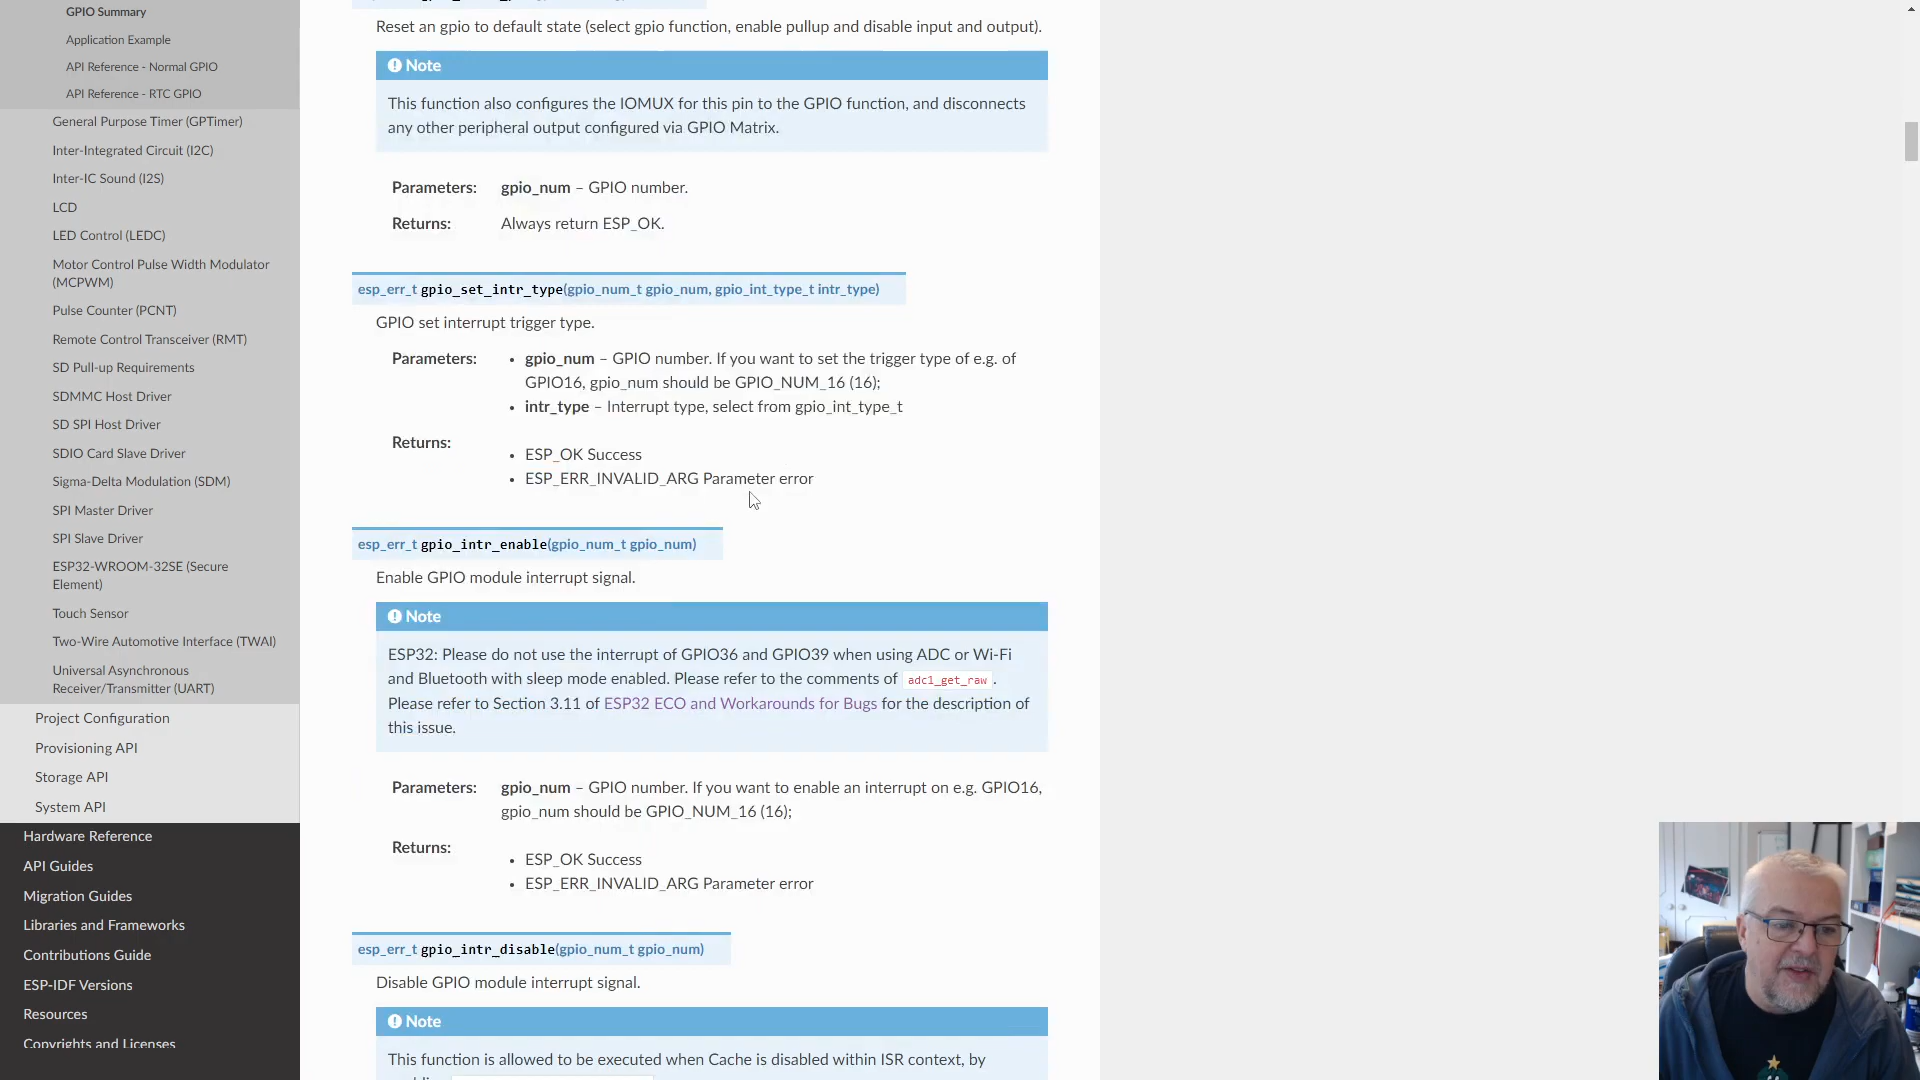 GPIO Summary
Application Example
API Reference - Normal GPIO
API Reference - RTC GPIO
General Purpose Timer (GPTimer)
Inter-Integrated Circuit (I2C)
Inter-IC Sound (I2S)
LCD
LED Control (LEDC)
Motor Control Pulse Width Modulator
(MCPWM)
Pulse Counter (PCNT)
Remote Control Transceiver (RMT)
SD Pull-up Requirements
SDMMC Host Driver
SD SPI Host Driver
SDIO Card Slave Driver
Sigma-Delta Modulation (SDM)
SPI Master Driver
SPI Slave Driver
ESP32-WROOM-32SE (Secure
Element)
Touch Sensor
Two-Wire Automotive Interface (TWAI)
Universal Asynchronous
Receiver/Transmitter (UART)
Project Configuration
Provisioning API
Storage API
System API
Hardware Reference
API Guides
Migration Guides
Libraries and Frameworks
Contributions Guide
ESP-IDF Versions
Resources
Copyrights and Licenses
Reset an gpio to default state (select gpio function, enable pullup and disable input and output).
Note
This function also configures the IOMUX for this pin to the GPIO function, and disconnects
any other peripheral output configured via GPIO Matrix.
Parameters: gpio_num – GPIO number.
Returns: Always return ESP_OK.
esp_err_t gpio_set_intr_type(gpio_num_t gpio_num, gpio_int_type_t intr_type)
GPIO set interrupt trigger type.
Parameters: • gpio_num – GPIO number. If you want to set the trigger type of e.g. of
GPIO16, gpio_num should be GPIO_NUM_16 (16);
• intr_type – Interrupt type, select from gpio_int_type_t
Returns:
• ESP_OK Success
• ESP_ERR_INVALID_ARG Parameter error
esp_err_t gpio_intr_enable(gpio_num_t gpio_num)
Enable GPIO module interrupt signal.
Note
ESP32: Please do not use the interrupt of GPIO36 and GPIO39 when using ADC or Wi-Fi
and Bluetooth with sleep mode enabled. Please refer to the comments of adc1_get_raw .
Please refer to Section 3.11 of ESP32 ECO and Workarounds for Bugs for the description of
this issue.
Parameters: gpio_num – GPIO number. If you want to enable an interrupt on e.g. GPIO16,
gpio_num should be GPIO_NUM_16 (16);
Returns:
• ESP_OK Success
• ESP_ERR_INVALID_ARG Parameter error
esp_err_t gpio_intr_disable(gpio_num_t gpio_num)
Disable GPIO module interrupt signal.
Note
This function is allowed to be executed when Cache is disabled within ISR context, by